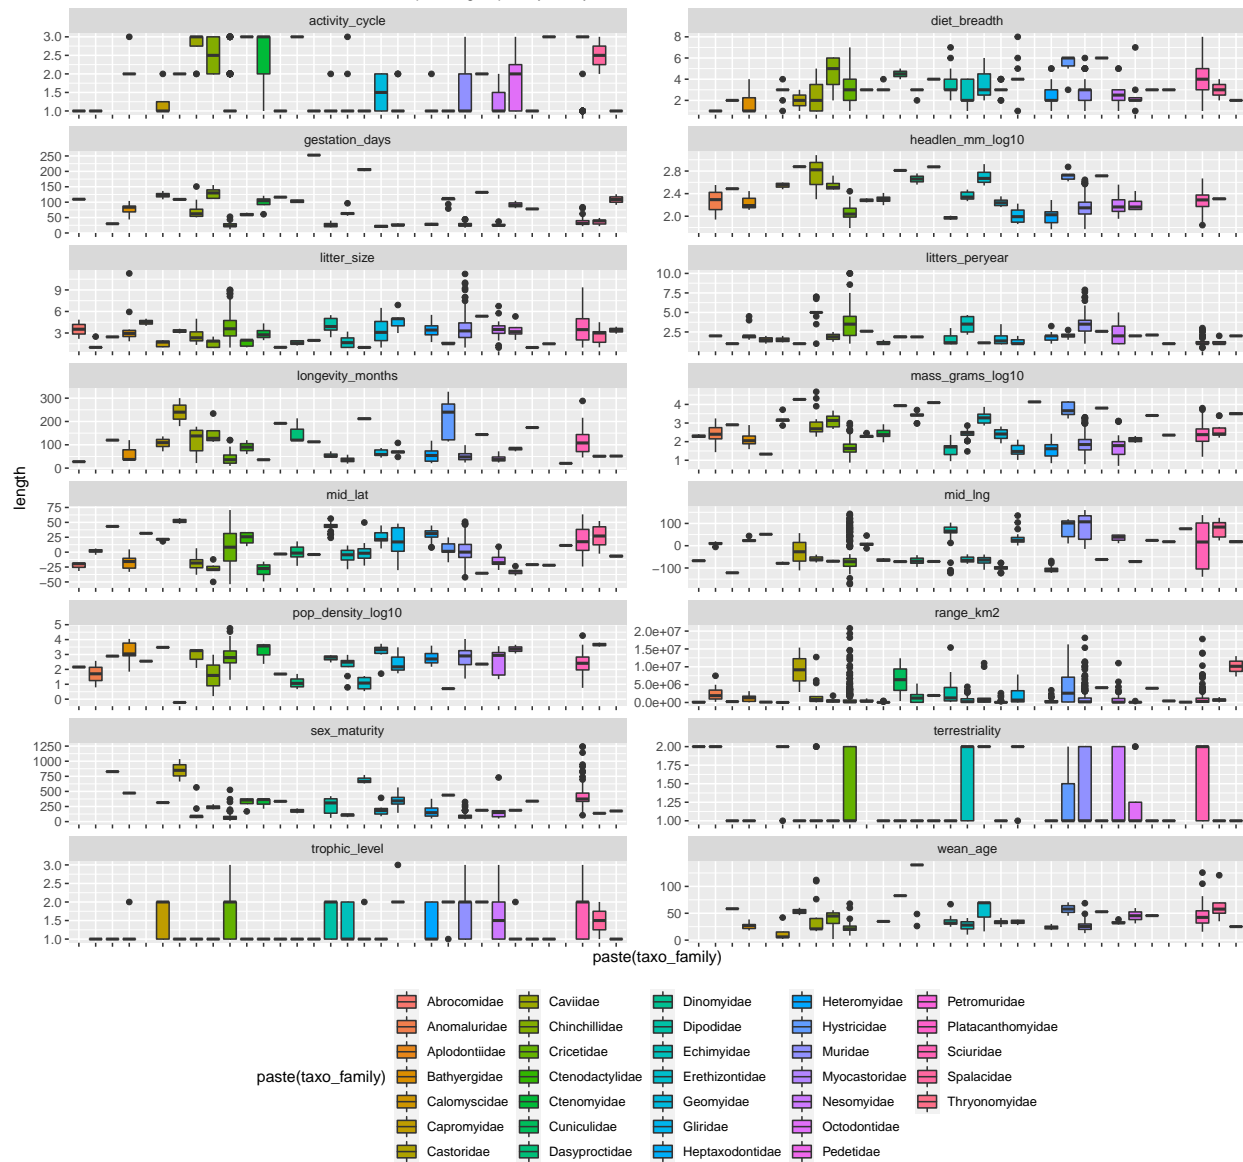 activity_cycle
3.0
2.5
2.0
1.5
1.0
diet_breadth
8
6
4
2
gestation_days
250
200
150
100
50
0
headlen_mm_log10
2.8
2.4
2.0
litter_size
9
6
3
litters_peryear
10.0
7.5
5.0
2.5
longevity_months
300
200
100
0
mass_grams_log10
4
3
2
1
mid_lat
75
50
25
0
−25
−50
mid_lng
100
0
−100
pop_density_log10
5
4
3
2
1
0
range_km2
2.0e+07
1.5e+07
1.0e+07
5.0e+06
0.0e+00
sex_maturity
1250
1000
750
500
250
0
terrestriality
2.00
1.75
1.50
1.25
1.00
trophic_level
3.0
2.5
2.0
1.5
1.0
wean_age
100
50
0
length
paste(taxo_family)
paste(taxo_family)
Abrocomidae
Anomaluridae
Aplodontiidae
Bathyergidae
Calomyscidae
Capromyidae
Castoridae
Caviidae
Chinchillidae
Cricetidae
Ctenodactylidae
Ctenomyidae
Cuniculidae
Dasyproctidae
Dinomyidae
Dipodidae
Echimyidae
Erethizontidae
Geomyidae
Gliridae
Heptaxodontidae
Heteromyidae
Hystricidae
Muridae
Myocastoridae
Nesomyidae
Octodontidae
Pedetidae
Petromuridae
Platacanthomyidae
Sciuridae
Spalacidae
Thryonomyidae